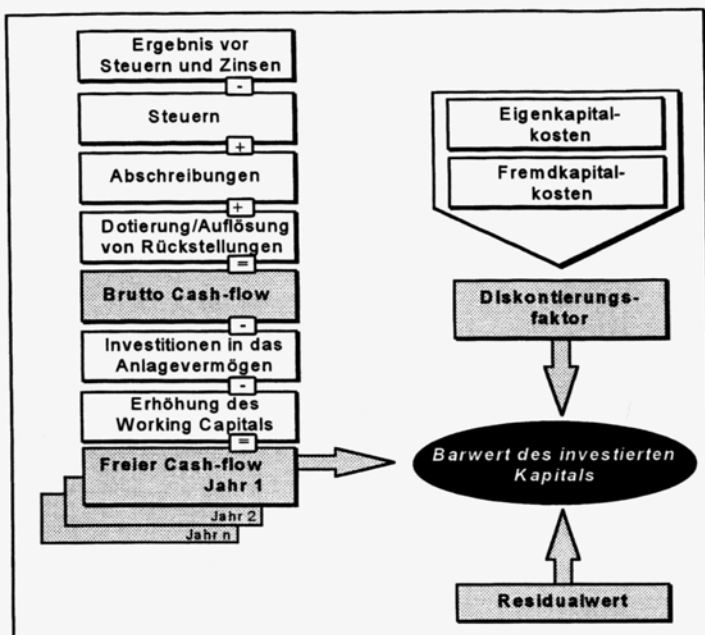 Ergebnis vor
Steuern und Zinsen
-
Steuern
+
Abschreibungen
+
Dotierung/Auflösung
von Rückstellungen
=
Brutto Cash-flow
-
Investitionen in das
Anlagevermögen
-
Erhöhung des
Working Capitals
=
Freier Cash-flow
Jahr 1
Jahr 2
Jahr n
Eigenkapital-
kosten
Fremdkapital-
kosten
Diskontierungs-
faktor
Barwert des investierten
Kapitals
Residualwert